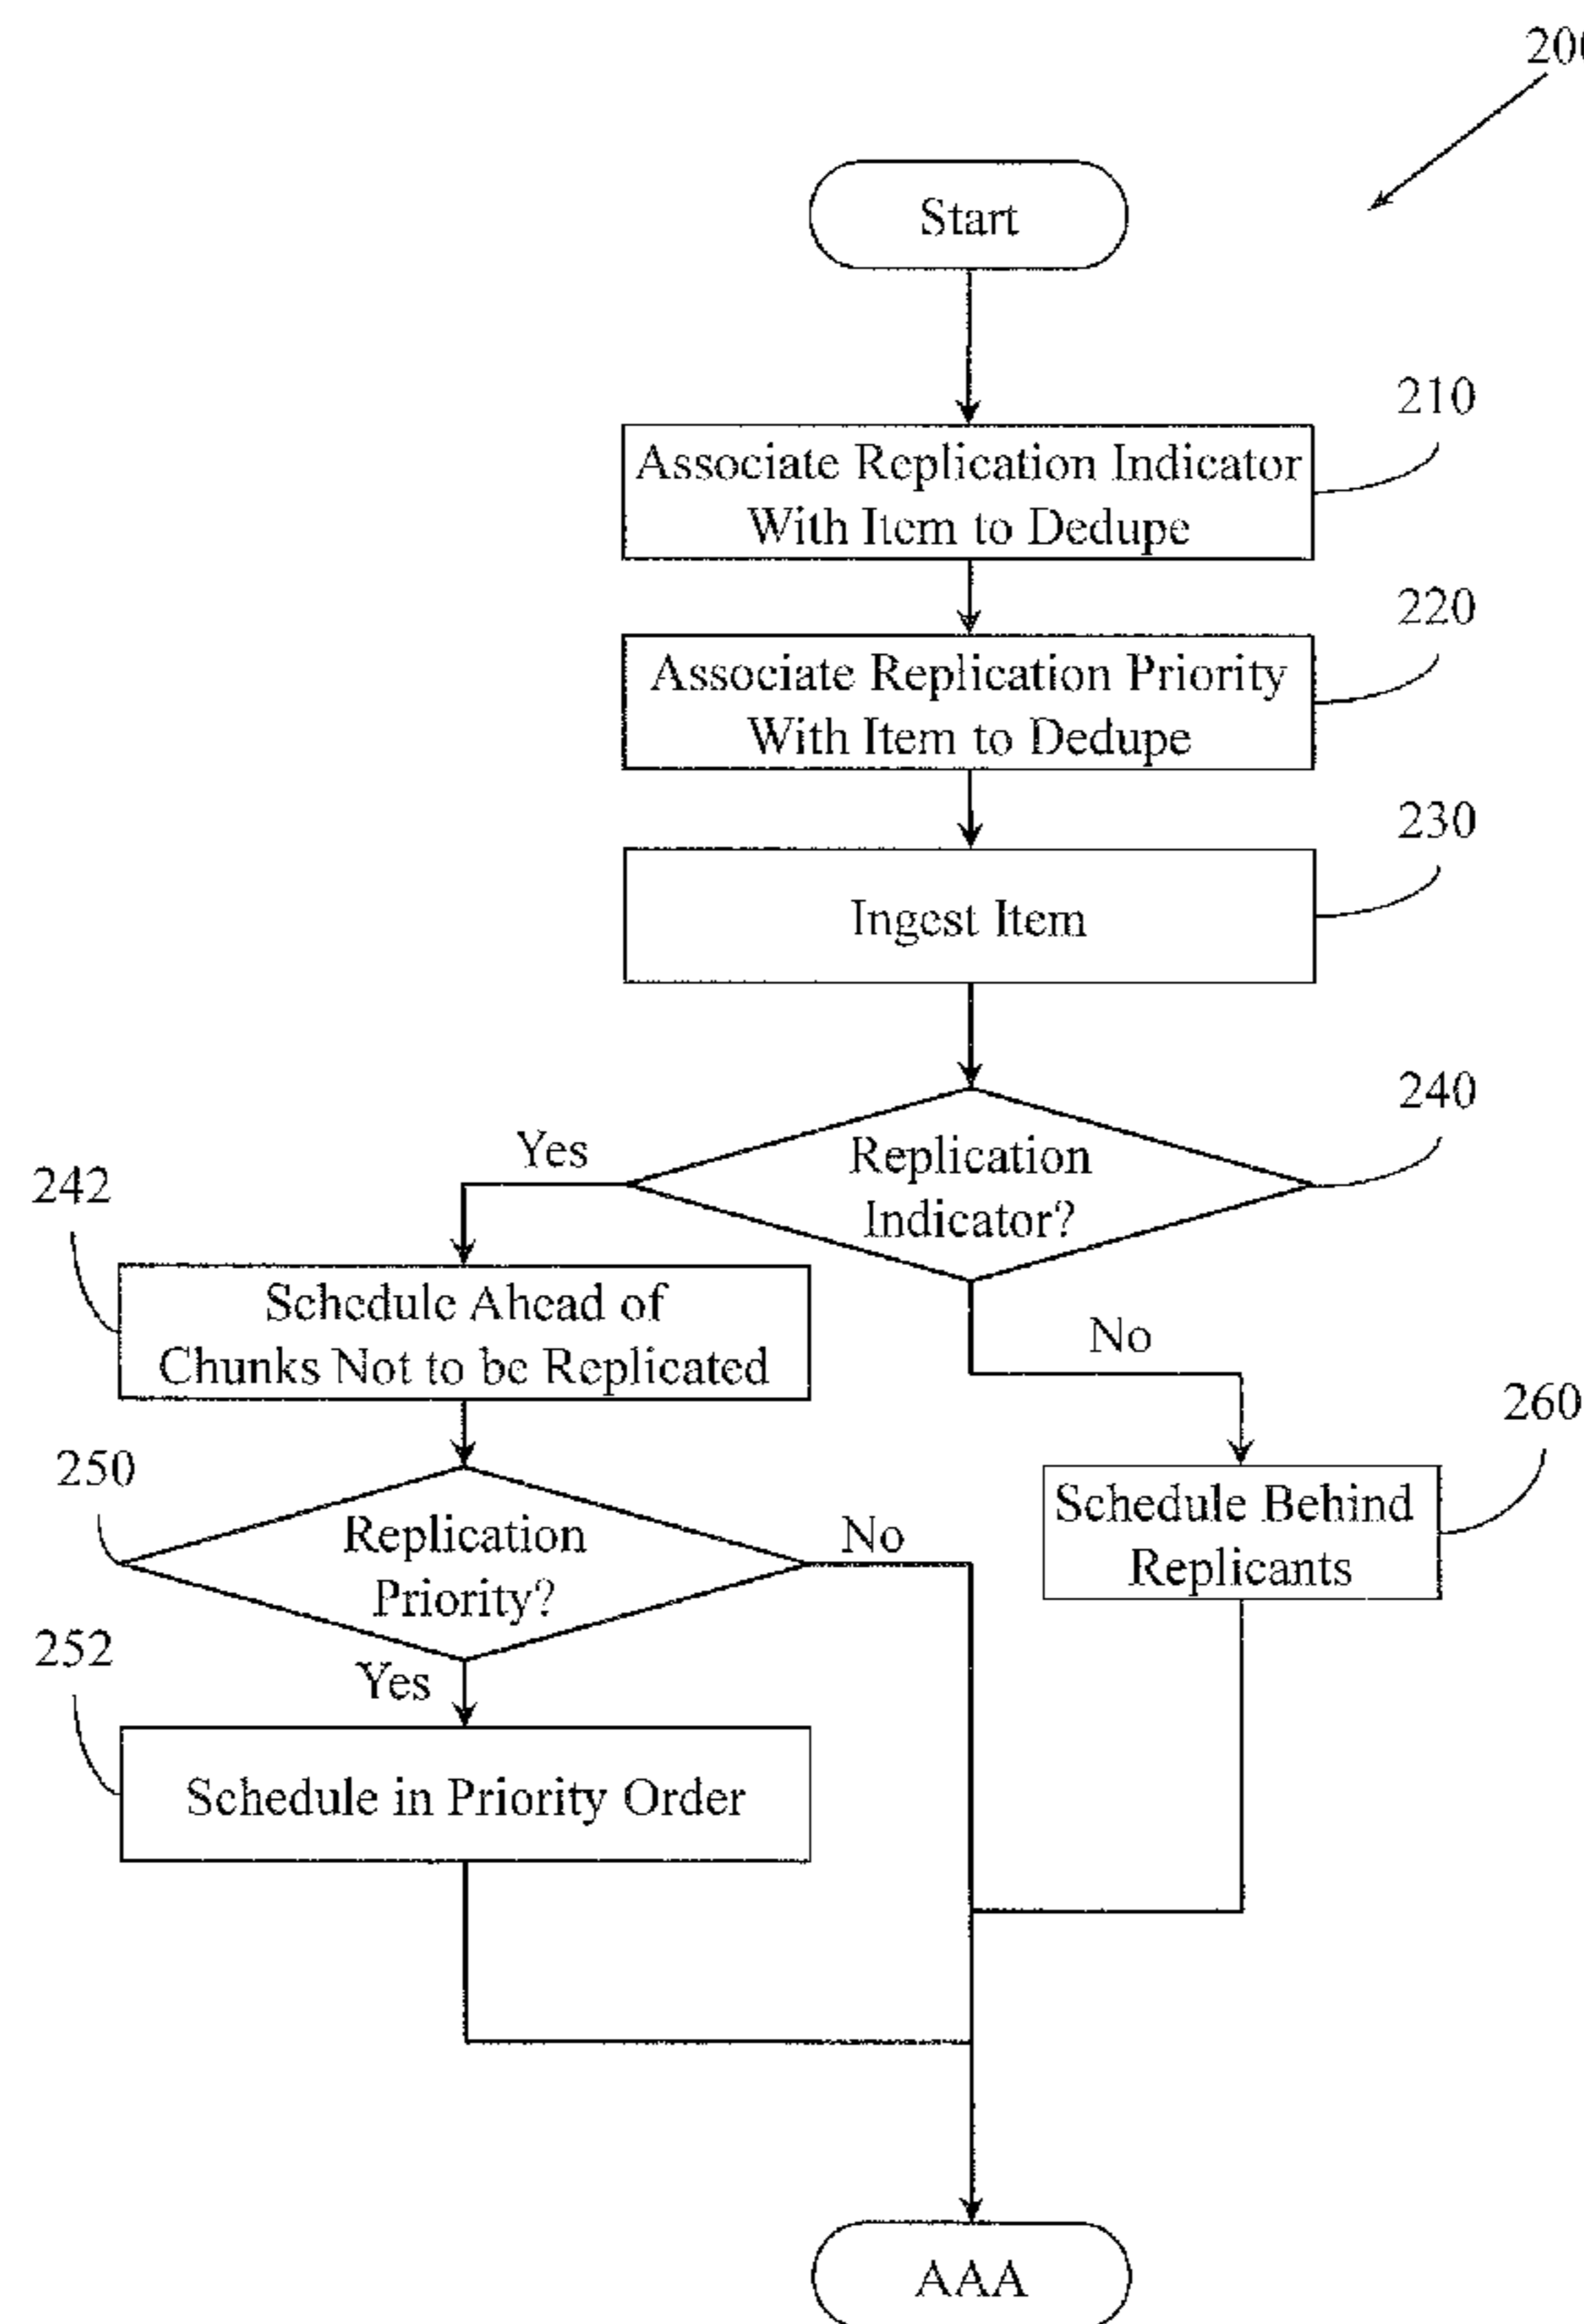 200
Start
210
Associate Replication Indicator
With Item to Dedupe
220
Associate Replication Priority
With Item to Dedupe
230
Ingest Item
240
Replication
Indicator?
Yes
242
Schedule Ahead of
Chunks Not to be Replicated
No
260
Schedule Behind
Replicants
250
Replication
Priority?
No
Yes
252
Schedule in Priority Order
AAA